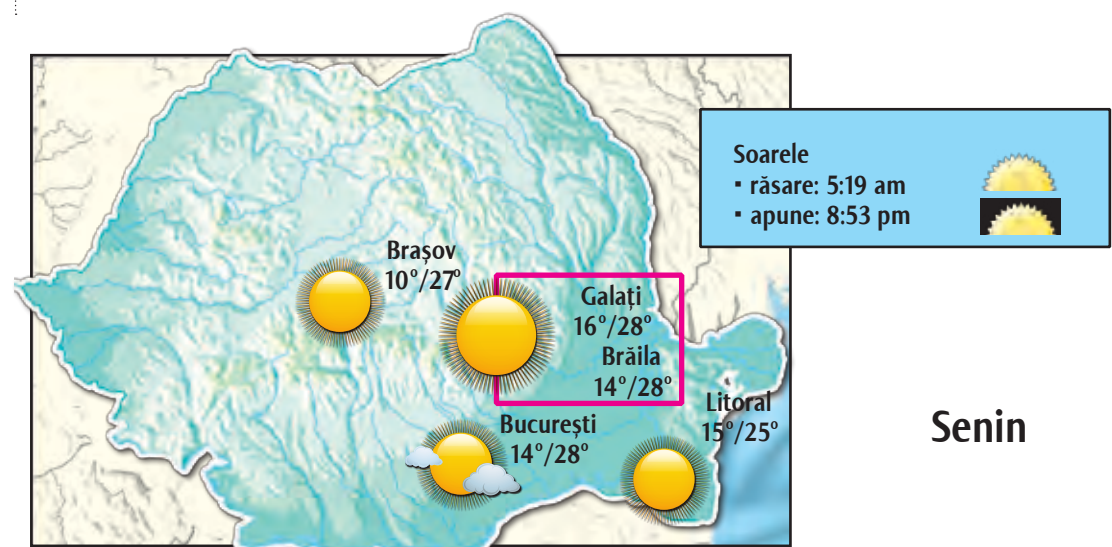 Soarele
▪ răsare: 5:19 am
▪ apune: 8:53 pm
Brașov
10°/27°
Galați
16°/28°
Brăila
14°/28°
Litoral
15°/25°
București
14°/28°
Senin